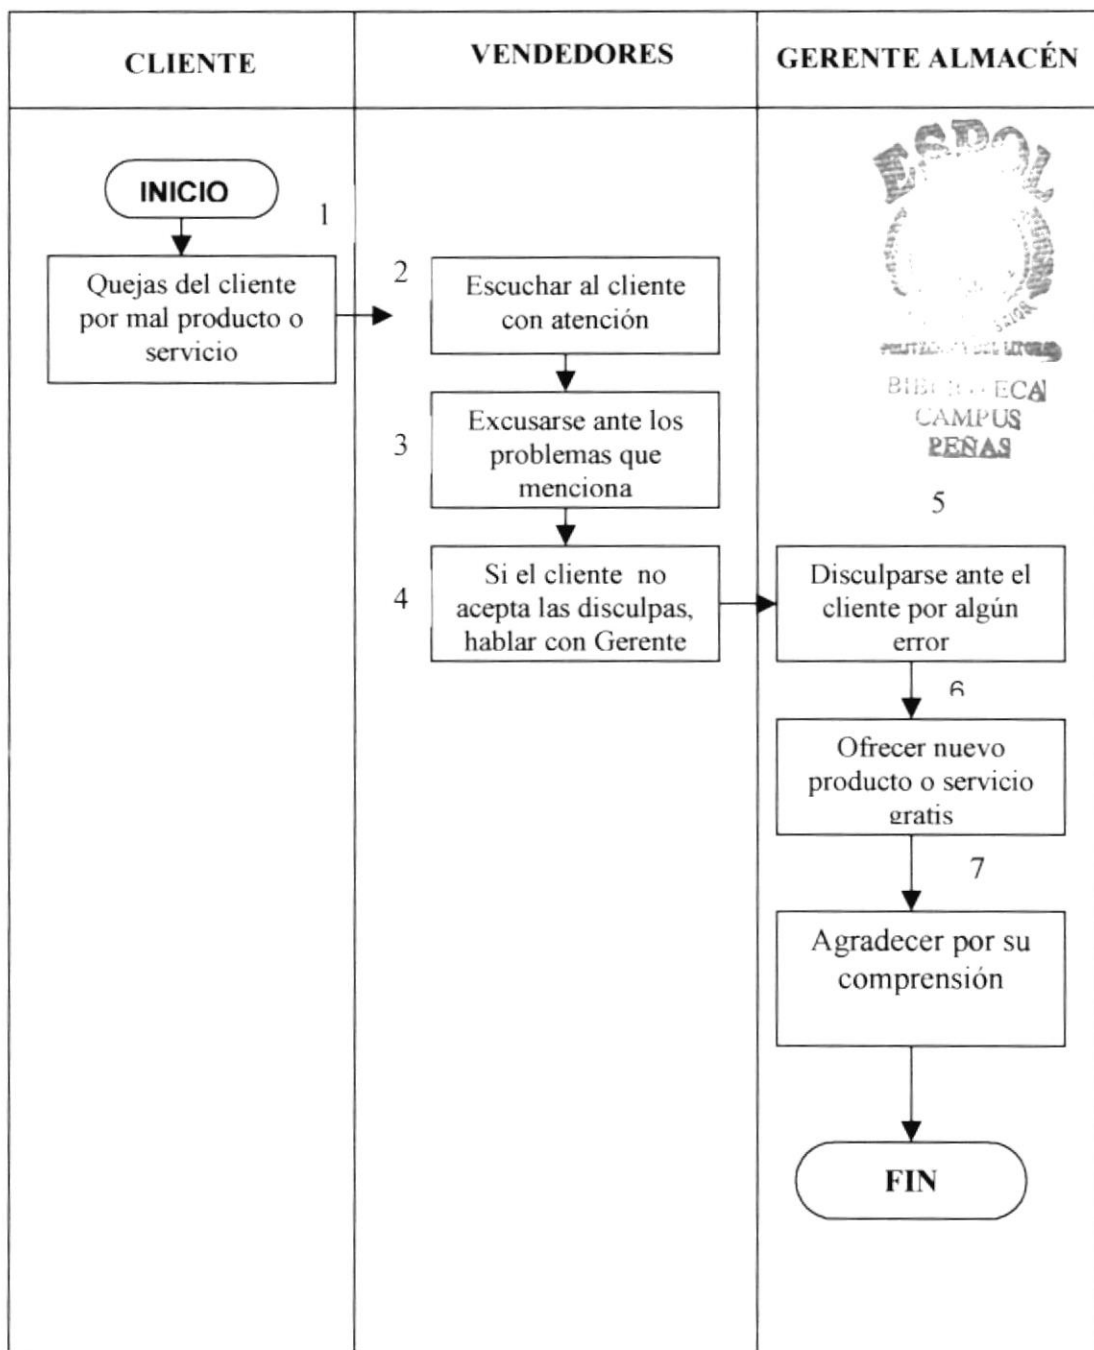 CLIENTE
VENDEDORES
GERENTE ALMACÉN
ESPOL
BIBLIOTECA
CAMPUS
PEÑAS
INICIO
1
Quejas del cliente
por mal producto o
servicio
2
Escuchar al cliente
con atención
3
Excusarse ante los
problemas que
menciona
4
Si el cliente no
acepta las disculpas,
hablar con Gerente
5
Disculparse ante el
cliente por algún
error
6
Ofrecer nuevo
producto o servicio
gratis
7
Agradecer por su
comprensión
FIN